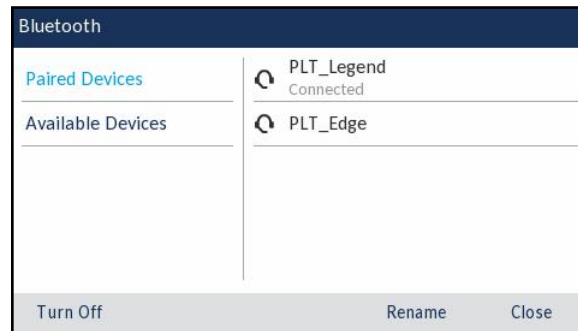 Bluetooth
Paired Devices
Available Devices
PLT_Legend
Connected
PLT_Edge
Turn Off
Rename
Close